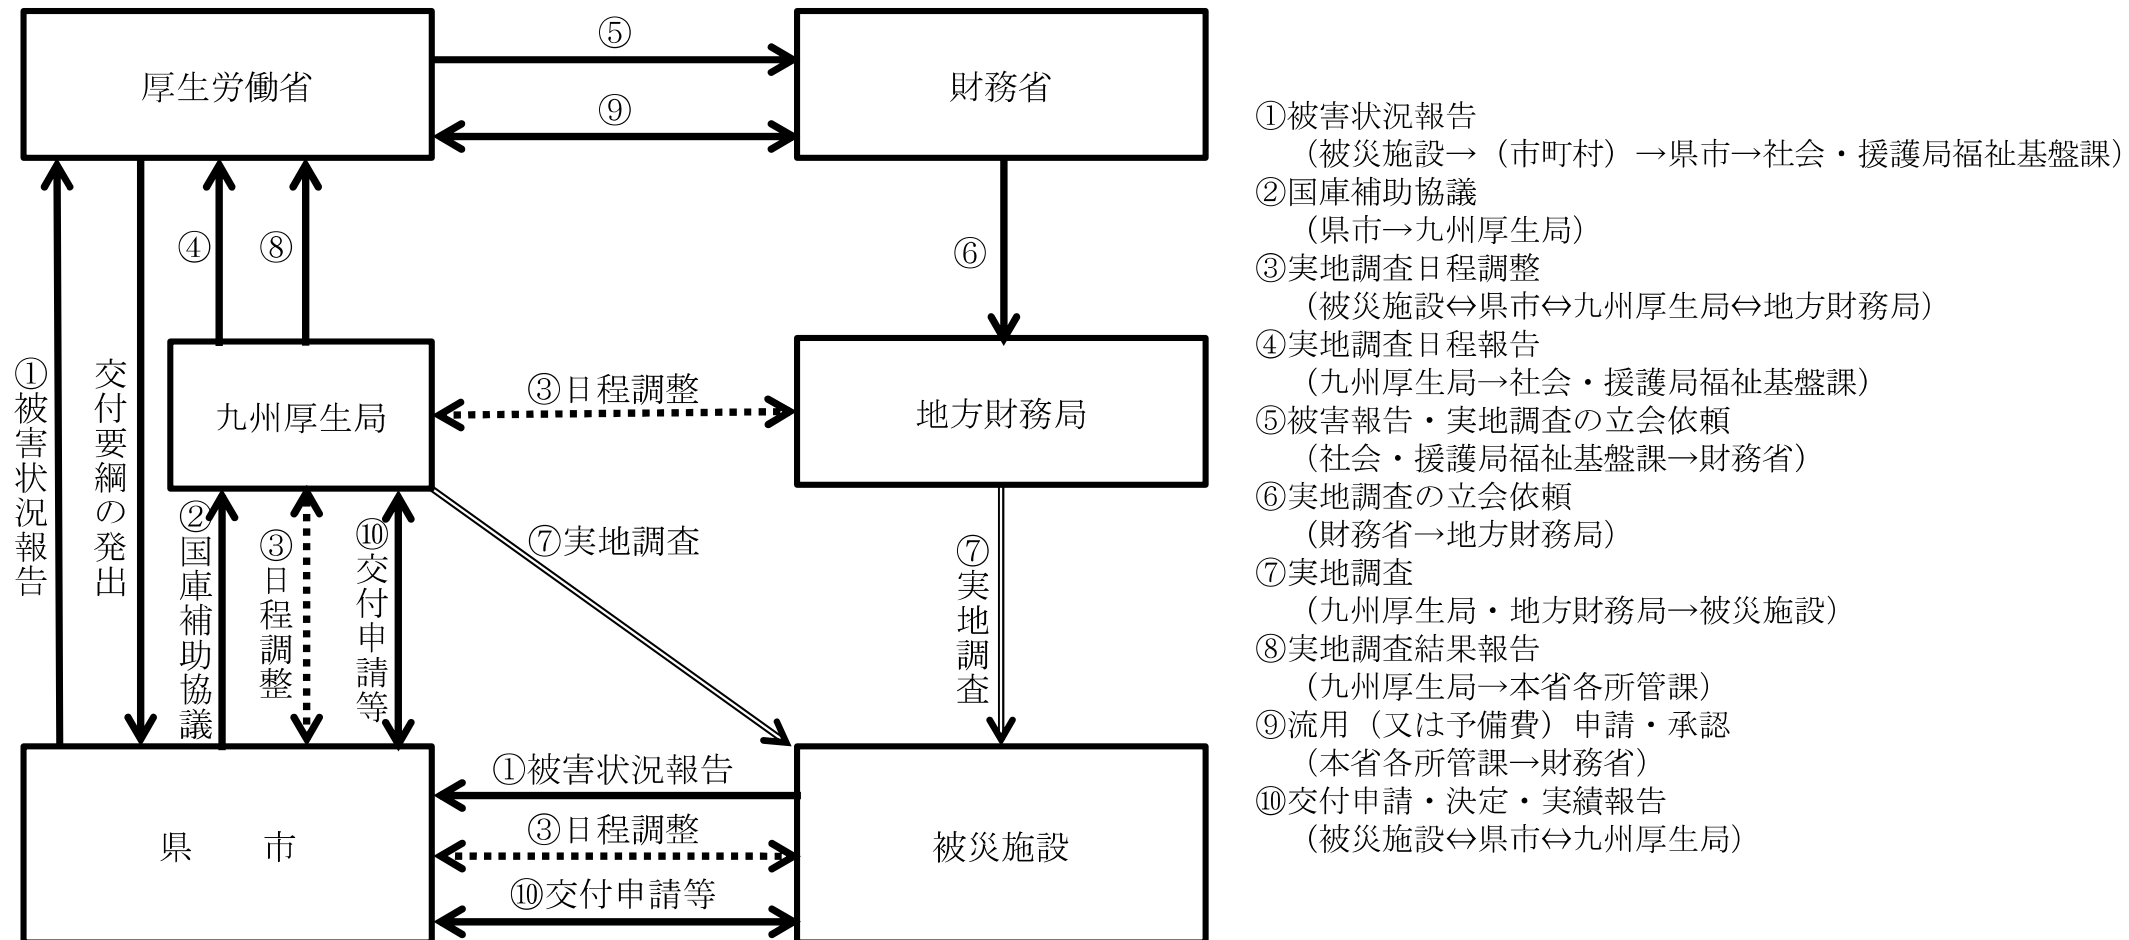 ⑤
厚生労働省
財務省
⑨
④
⑧
⑥
①被害状況報告
交付要綱の発出
九州厚生局
③日程調整
地方財務局
②国庫補助協議
③日程調整
⑩交付申請等
⑦実地調査
⑦実地調査
①被害状況報告
③日程調整
⑩交付申請等
県　　市
被災施設
①被害状況報告
（被災施設→（市町村）→県市→社会・援護局福祉基盤課）
②国庫補助協議
（県市→九州厚生局）
③実地調査日程調整
（被災施設⇔県市⇔九州厚生局⇔地方財務局）
④実地調査日程報告
（九州厚生局→社会・援護局福祉基盤課）
⑤被害報告・実地調査の立会依頼
（社会・援護局福祉基盤課→財務省）
⑥実地調査の立会依頼
（財務省→地方財務局）
⑦実地調査
（九州厚生局・地方財務局→被災施設）
⑧実地調査結果報告
（九州厚生局→本省各所管課）
⑨流用（又は予備費）申請・承認
（本省各所管課→財務省）
⑩交付申請・決定・実績報告
（被災施設⇔県市⇔九州厚生局）